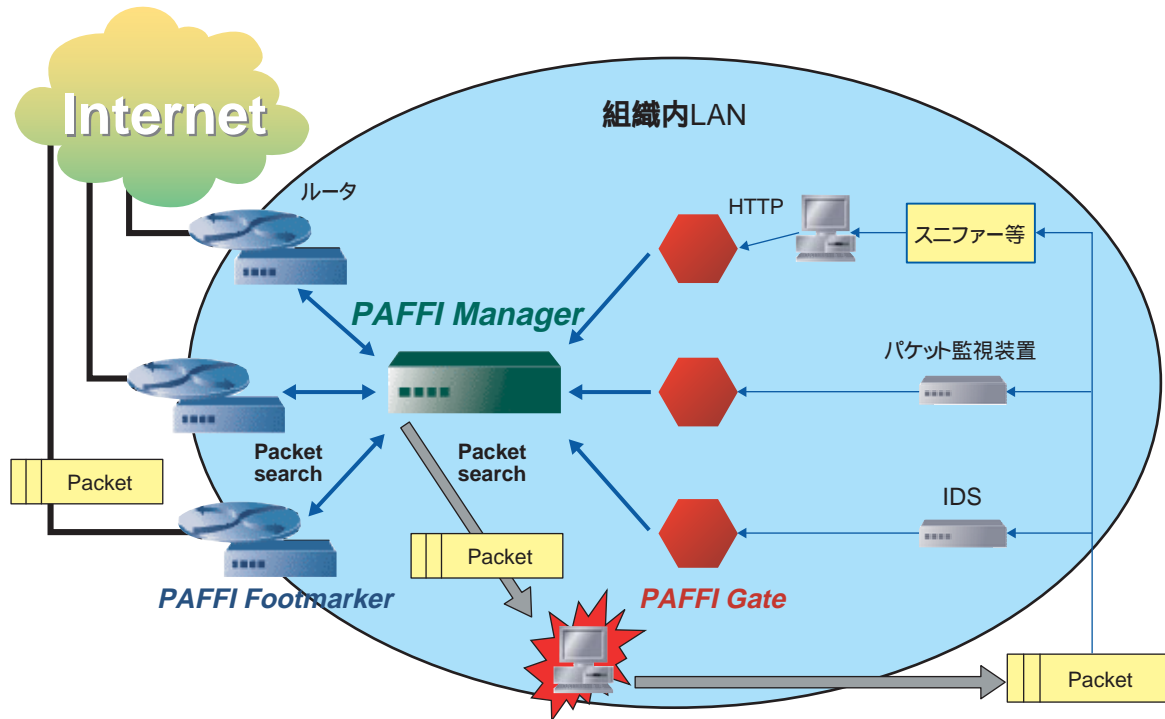 Internet
組織内LAN
ルータ
HTTP
スニファー等
PAFFI Manager
パケット監視装置
Packet
search
Packet
search
Packet
IDS
Packet
PAFFI Footmarker
PAFFI Gate
Packet